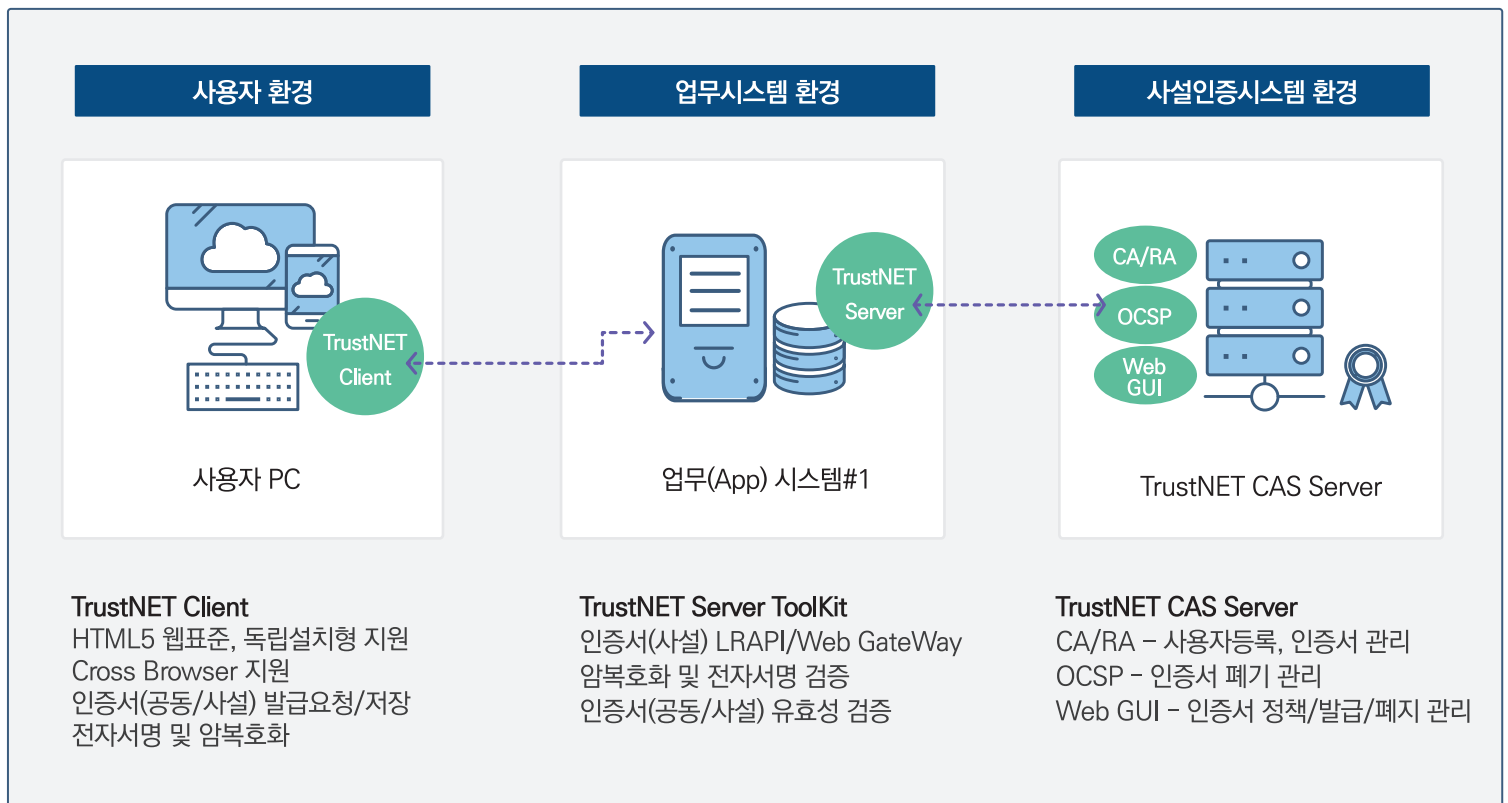 사용자 환경
업무시스템 환경
사설인증시스템 환경
TrustNET
Client
사용자 PC
TrustNET
Server
업무(App) 시스템#1
CA/RA
OCSP
Web
GUI
TrustNET CAS Server
TrustNET Client
HTML5 웹표준, 독립설치형 지원
Cross Browser 지원
인증서(공동/사설) 발급요청/저장
전자서명 및 암복호화
TrustNET Server ToolKit
인증서(사설) LRAPI/Web GateWay
암복호화 및 전자서명 검증
인증서(공동/사설) 유효성 검증
TrustNET CAS Server
CA/RA – 사용자등록, 인증서 관리
OCSP – 인증서 폐기 관리
Web GUI – 인증서 정책/발급/폐지 관리